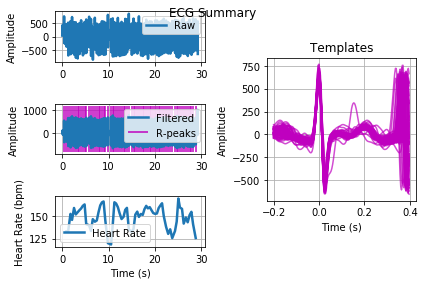 ECG Summary
Amplitude
500
0
−500
Raw
0 10 20 30
Amplitude
1000
0
Filtered
R-peaks
0 10 20 30
Heart Rate (bpm)
150
125
Heart Rate
0 10 20 30
Time (s)
Templates
Amplitude
750
500
250
0
−250
−500
−0.2 0.0 0.2 0.4
Time (s)